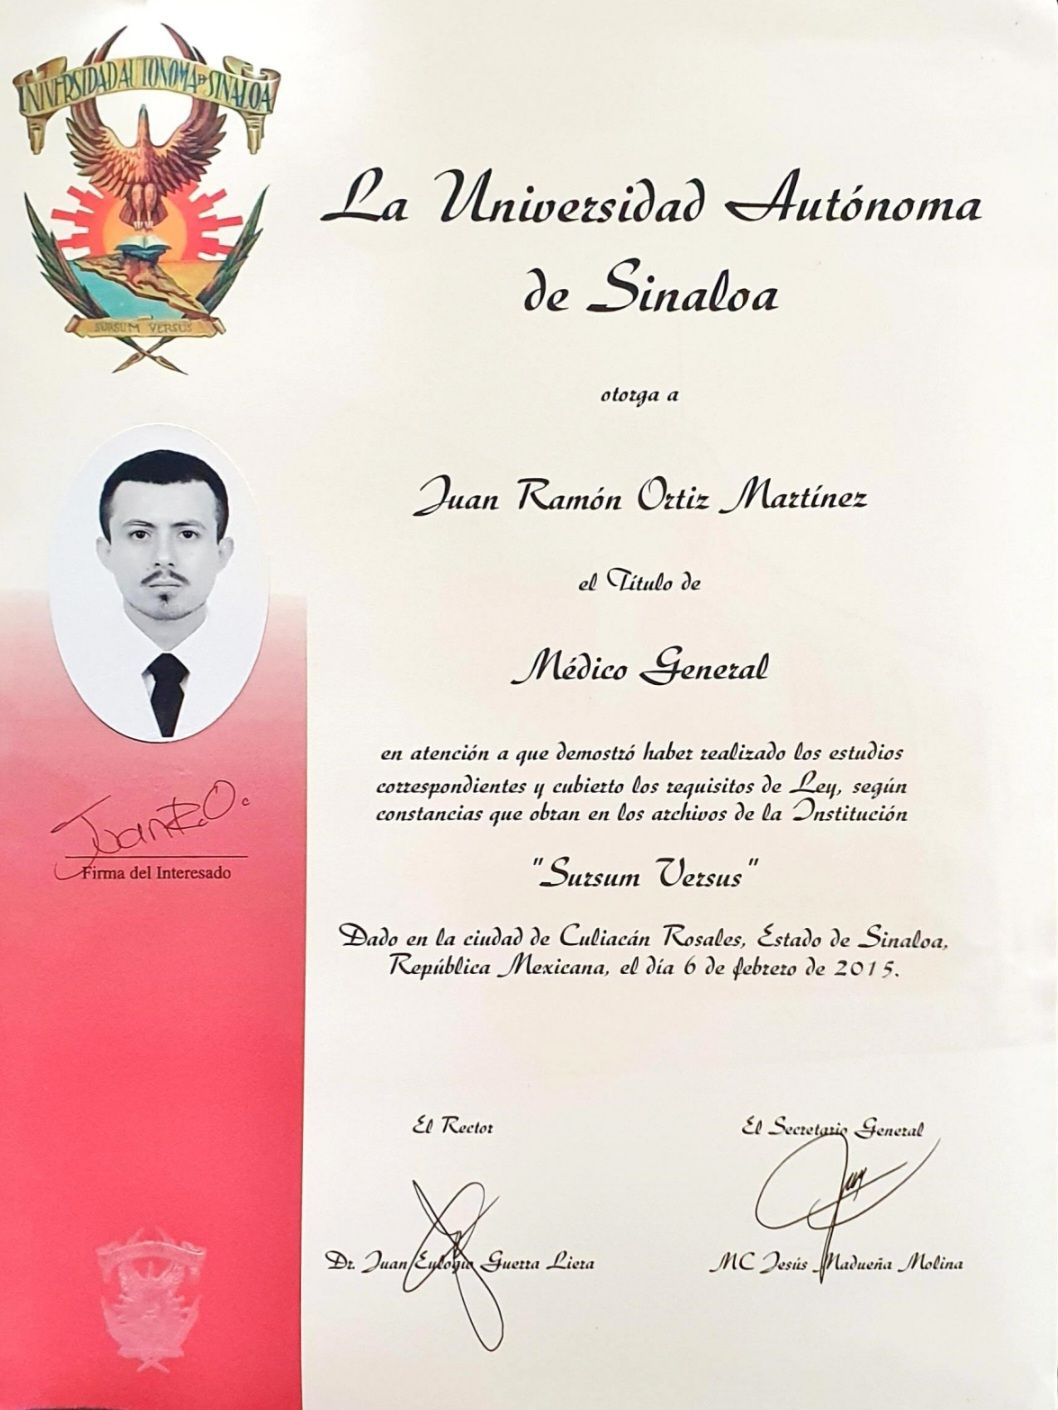 UNIVERSIDAD AUTONOMA DE SINALOA
SURSUM VERSUS
La Universidad Autónoma
de Sinaloa
otorga a
Juan Ramón Ortiz Martínez
el Título de
Médico General
en atención a que demostró haber realizado los estudios
correspondientes y cubierto los requisitos de Ley, según
constancias que obran en los archivos de la Institución
"Sursum Versus"
Dado en la ciudad de Culiacán Rosales, Estado de Sinaloa,
República Mexicana, el día 6 de febrero de 2015.
Juan R.O.
Firma del Interesado
El Rector
Dr. Juan Eulogio Guerra Liera
El Secretario General
MC Jesús Madueña Molina